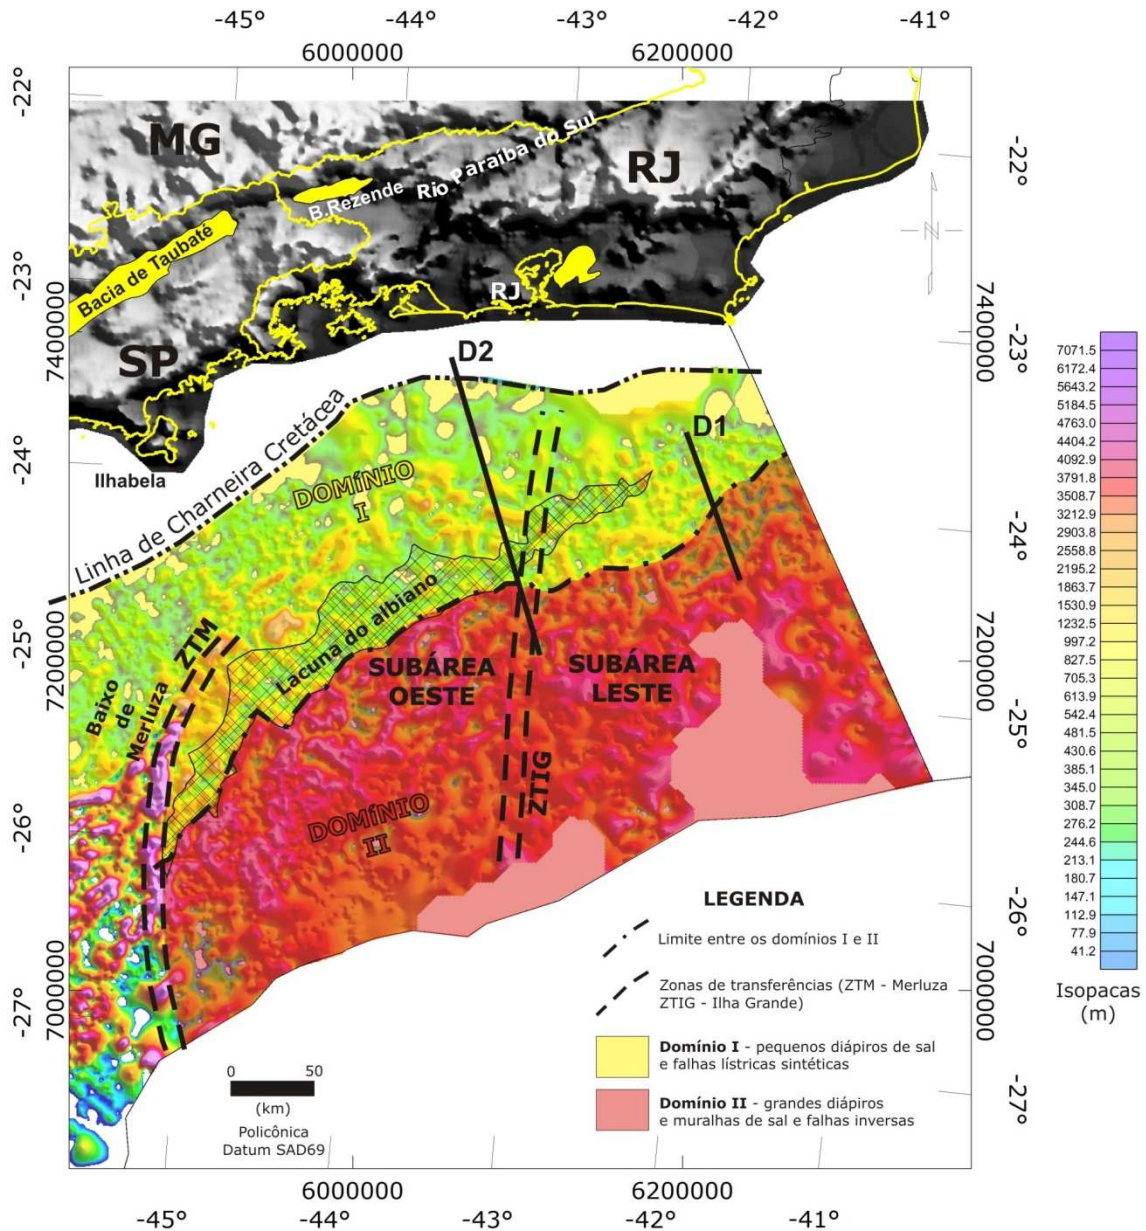 -45°
-44°
-43°
-42°
-41°
6000000
6200000
-22°
-23°
7400000
-24°
-25°
7200000
-26°
7000000
-27°
MG
Rio Paraíba do Sul
RJ
B.Rezende
Bacia de Taubaté
RJ
SP
Ilhabela
N
-22°
-23°
7400000
-24°
7200000
-25°
-26°
7000000
-27°
D2
D1
Linha de Charneira Cretácea
DOMÍNIO
I
Lacuna do albiano
ZTM
Baixo
de
Merluza
SUBÁREA
OESTE
SUBÁREA
LESTE
ZTIG
DOMÍNIO
II
7071.5
6172.4
5643.2
5184.5
4763.0
4404.2
4092.9
3791.8
3508.7
3212.9
2903.8
2558.8
2195.2
1863.7
1530.9
1232.5
997.2
827.5
705.3
613.9
542.4
481.5
430.6
385.1
345.0
308.7
276.2
244.6
213.1
180.7
147.1
112.9
77.9
41.2
Isopacas
(m)
LEGENDA
Limite entre os domínios I e II
Zonas de transferências (ZTM - Merluza
ZTIG - Ilha Grande)
Domínio I - pequenos diápiros de sal
e falhas lístricas sintéticas
Domínio II - grandes diápiros
e muralhas de sal e falhas inversas
0 50
(km)
Policônica
Datum SAD69
6000000
6200000
-45°
-44°
-43°
-42°
-41°